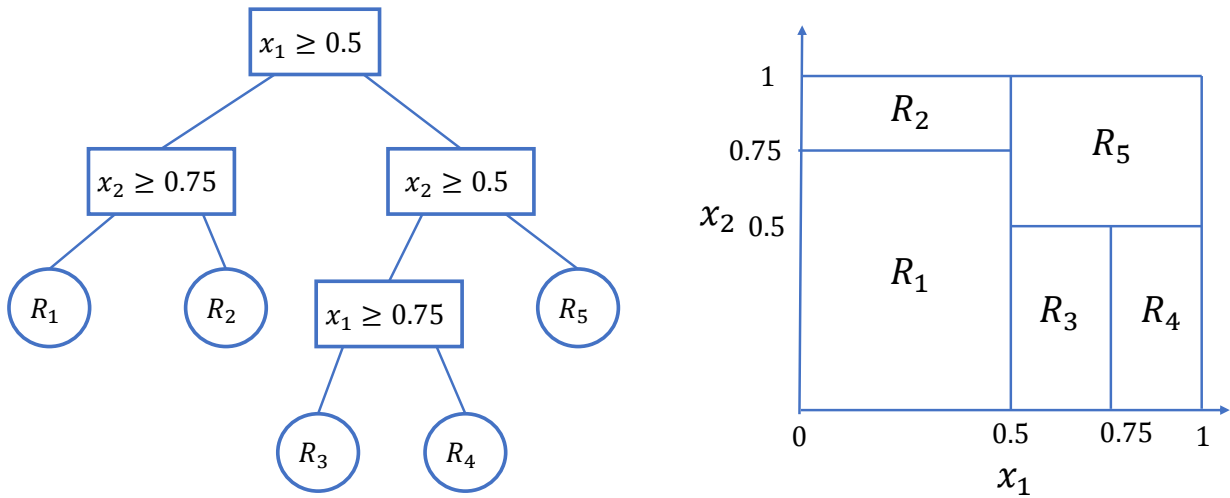 x₁ ≥ 0.5
x₂ ≥ 0.75
x₂ ≥ 0.5
R₁
R₂
x₁ ≥ 0.75
R₅
R₃
R₄
1
0.75
x₂
0.5
R₂
R₅
R₁
R₃
R₄
0
0.5
0.75
1
x₁